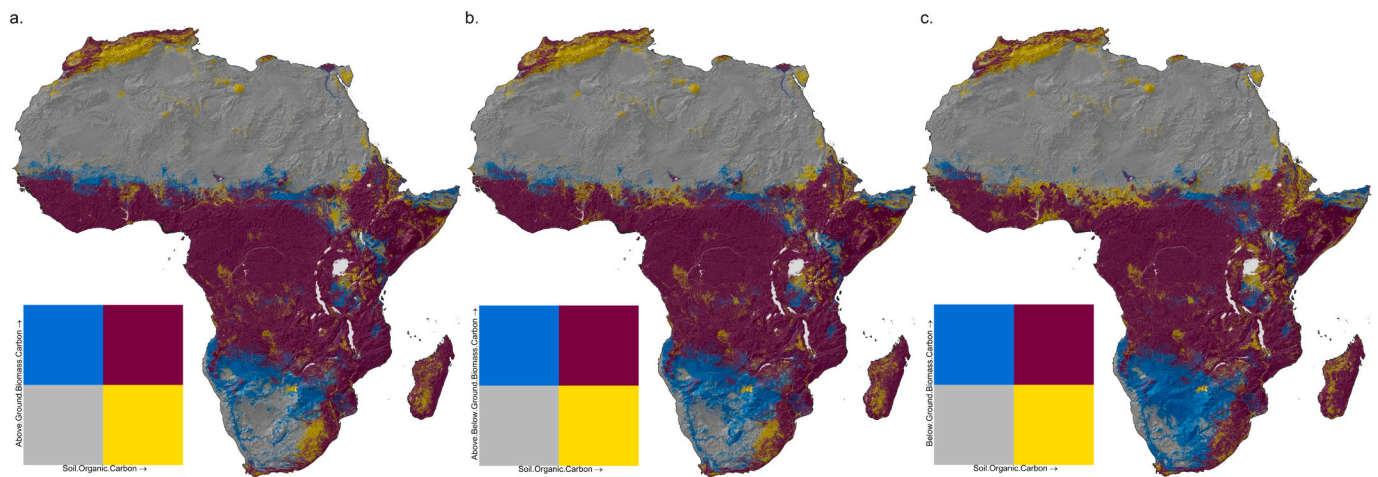 a.
b.
c.
Above.Ground.Biomass.Carbon →
Soil.Organic.Carbon →
Above.Below.Ground.Biomass.Carbon →
Soil.Organic.Carbon →
Below.Ground.Biomass.Carbon →
Soil.Organic.Carbon →